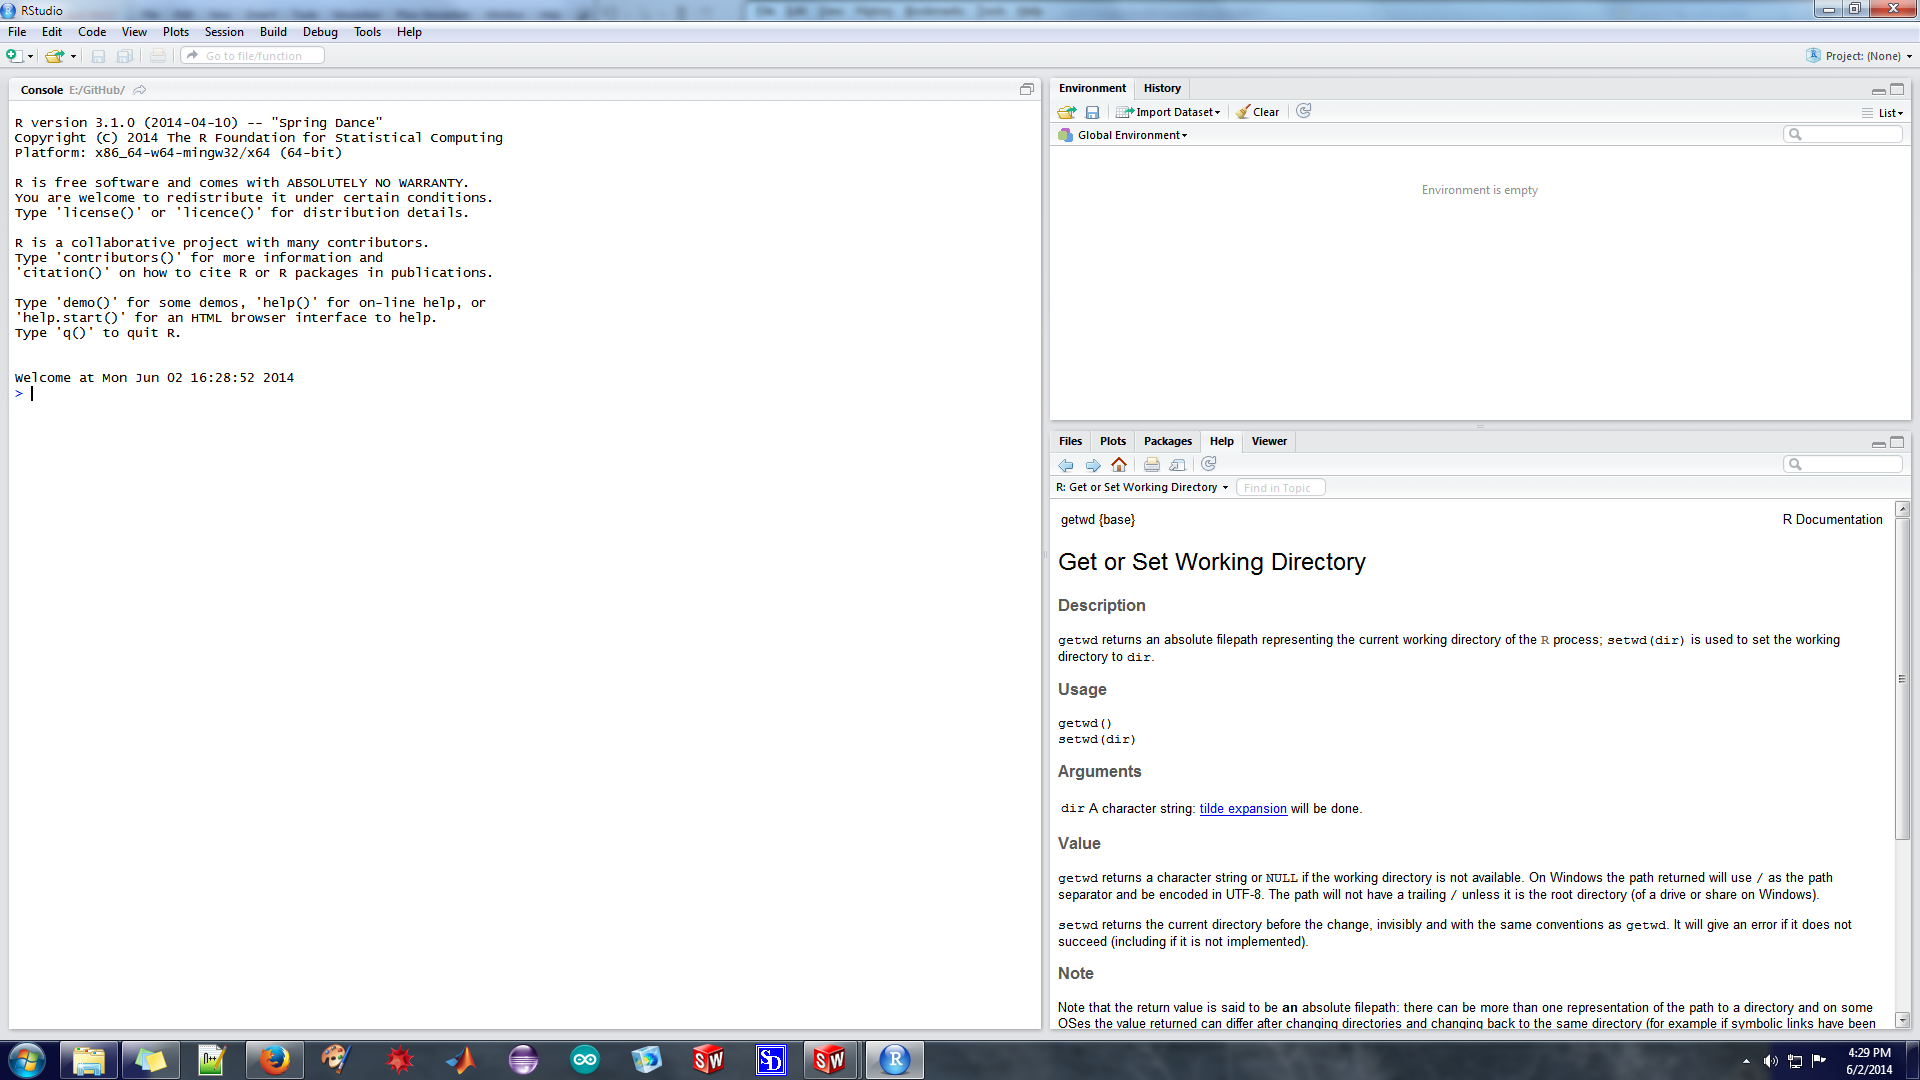 RStudio
File Edit Code View Plots Session Build Debug Tools Help
Go to file/function
Project: (None)
Console E:/GitHub/
R version 3.1.0 (2014-04-10) -- "Spring Dance"
Copyright (C) 2014 The R Foundation for Statistical Computing
Platform: x86_64-w64-mingw32/x64 (64-bit)
R is free software and comes with ABSOLUTELY NO WARRANTY.
You are welcome to redistribute it under certain conditions.
Type 'license()' or 'licence()' for distribution details.
R is a collaborative project with many contributors.
Type 'contributors()' for more information and
'citation()' on how to cite R or R packages in publications.
Type 'demo()' for some demos, 'help()' for on-line help, or
'help.start()' for an HTML browser interface to help.
Type 'q()' to quit R.
Welcome at Mon Jun 02 16:28:52 2014
>
Environment History
Import Dataset Clear List
Global Environment
Environment is empty
Files Plots Packages Help Viewer
R: Get or Set Working Directory Find in Topic
getwd {base} R Documentation
Get or Set Working Directory
Description
getwd returns an absolute filepath representing the current working directory of the R process; setwd(dir) is used to set the working
directory to dir.
Usage
getwd()
setwd(dir)
Arguments
dir A character string: tilde expansion will be done.
Value
getwd returns a character string or NULL if the working directory is not available. On Windows the path returned will use / as the path
separator and be encoded in UTF-8. The path will not have a trailing / unless it is the root directory (of a drive or share on Windows).
setwd returns the current directory before the change, invisibly and with the same conventions as getwd. It will give an error if it does not
succeed (including if it is not implemented).
Note
Note that the return value is said to be an absolute filepath: there can be more than one representation of the path to a directory and on some
OSes the value returned can differ after changing directories and changing back to the same directory (for example if symbolic links have been
SW SD SW R
4:29 PM
6/2/2014